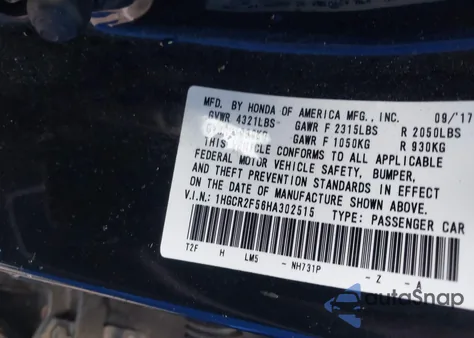 MFD. BY HONDA OF AMERICA MFG., INC. 09/17
GVWR 4321LBS GAWR F 2315LBS R 2050LBS
GAWR F 1050KG R 930KG
THIS VEHICLE CONFORMS TO ALL APPLICABLE
FEDERAL MOTOR VEHICLE SAFETY, BUMPER,
AND THEFT PREVENTION STANDARDS IN EFFECT
ON THE DATE OF MANUFACTURE SHOWN ABOVE.
V.I.N.: 1HGCR2F56HA302515 TYPE: PASSENGER CAR
T2F H LM5 - NH731P - Z - A
autoSnap